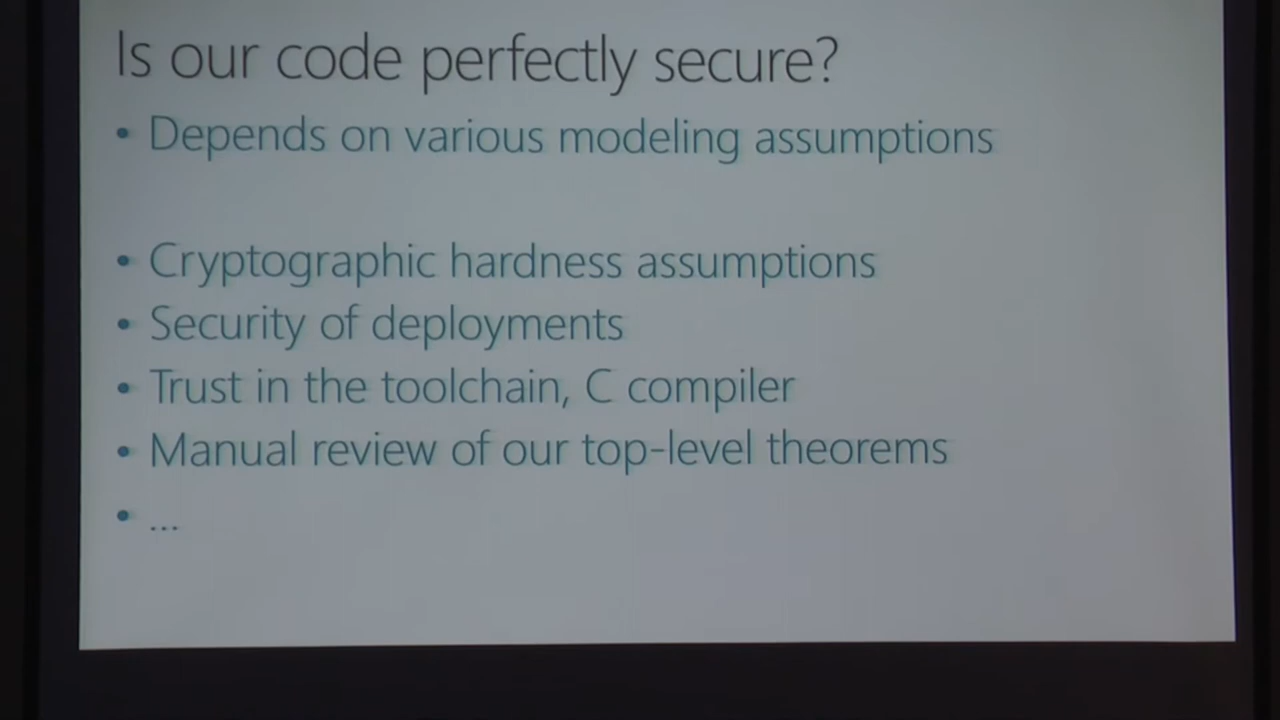 Is our code perfectly secure?
• Depends on various modeling assumptions
• Cryptographic hardness assumptions
• Security of deployments
• Trust in the toolchain, C compiler
• Manual review of our top-level theorems
• ...